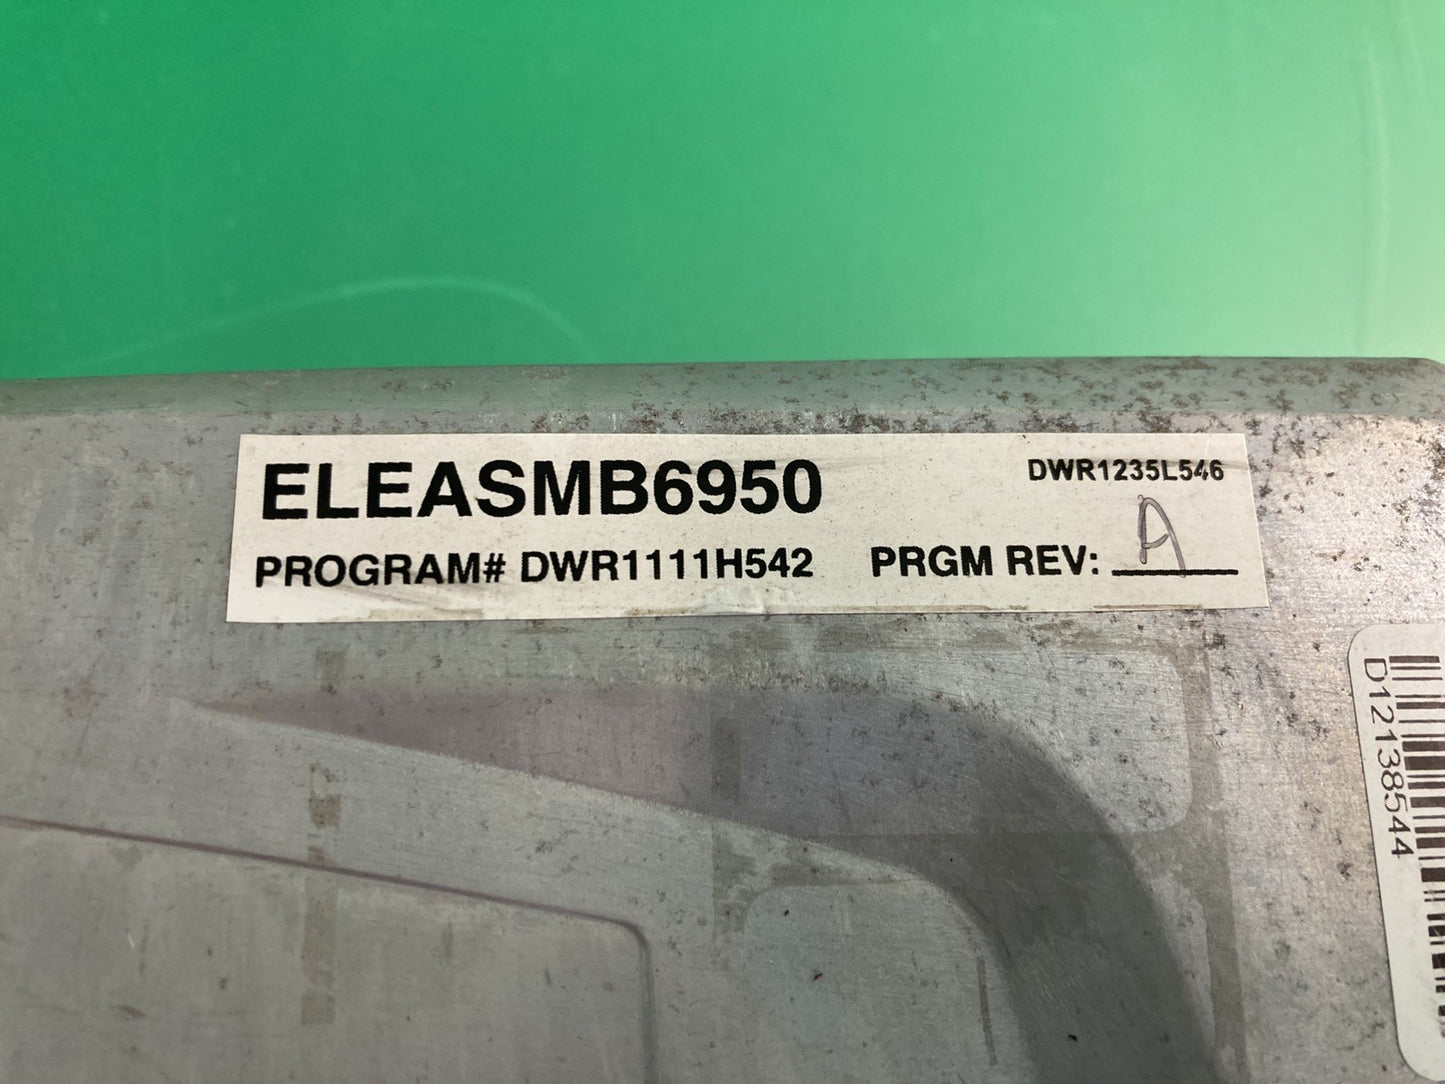 ELEASMB6950
DWR1235L546
PROGRAM# DWR1111H542 PRGM REV: A
D12138544